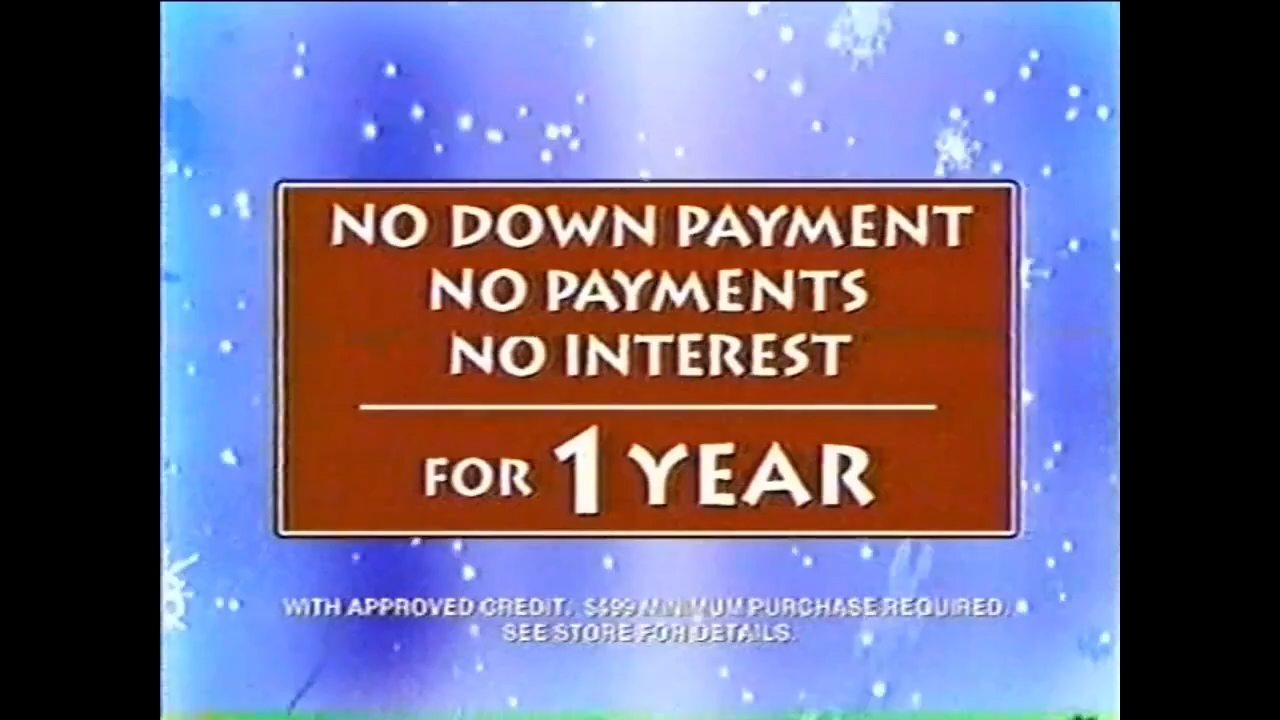 NO DOWN PAYMENT
NO PAYMENTS
NO INTEREST
FOR 1 YEAR
WITH APPROVED CREDIT. $499 MINIMUM PURCHASE REQUIRED.
SEE STORE FOR DETAILS.